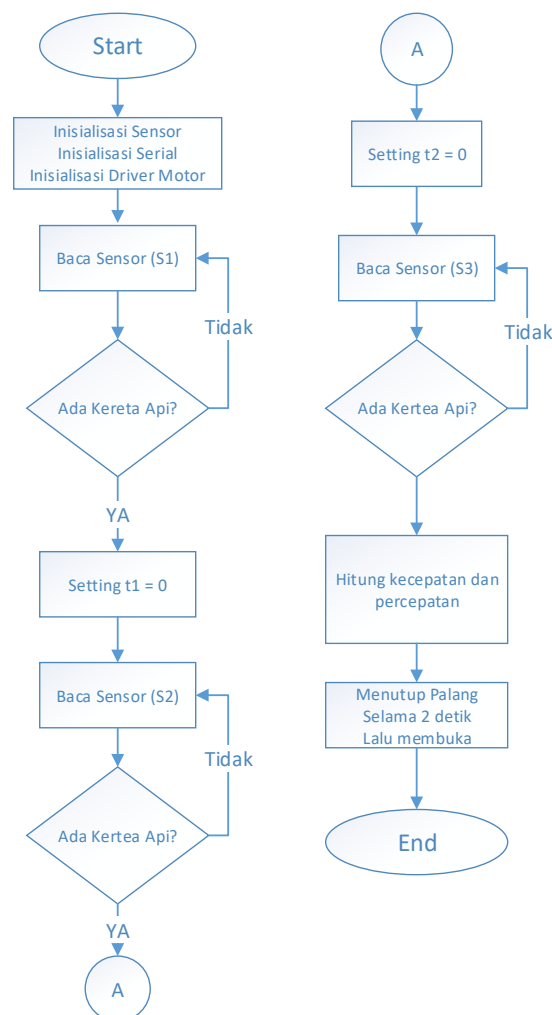 Start
Inisialisasi Sensor
Inisialisasi Serial
Inisialisasi Driver Motor
Baca Sensor (S1)
Tidak
Ada Kereta Api?
YA
Setting t1 = 0
Baca Sensor (S2)
Tidak
Ada Kertea Api?
YA
A
A
Setting t2 = 0
Baca Sensor (S3)
Tidak
Ada Kertea Api?
Hitung kecepatan dan
percepatan
Menutup Palang
Selama 2 detik
Lalu membuka
End